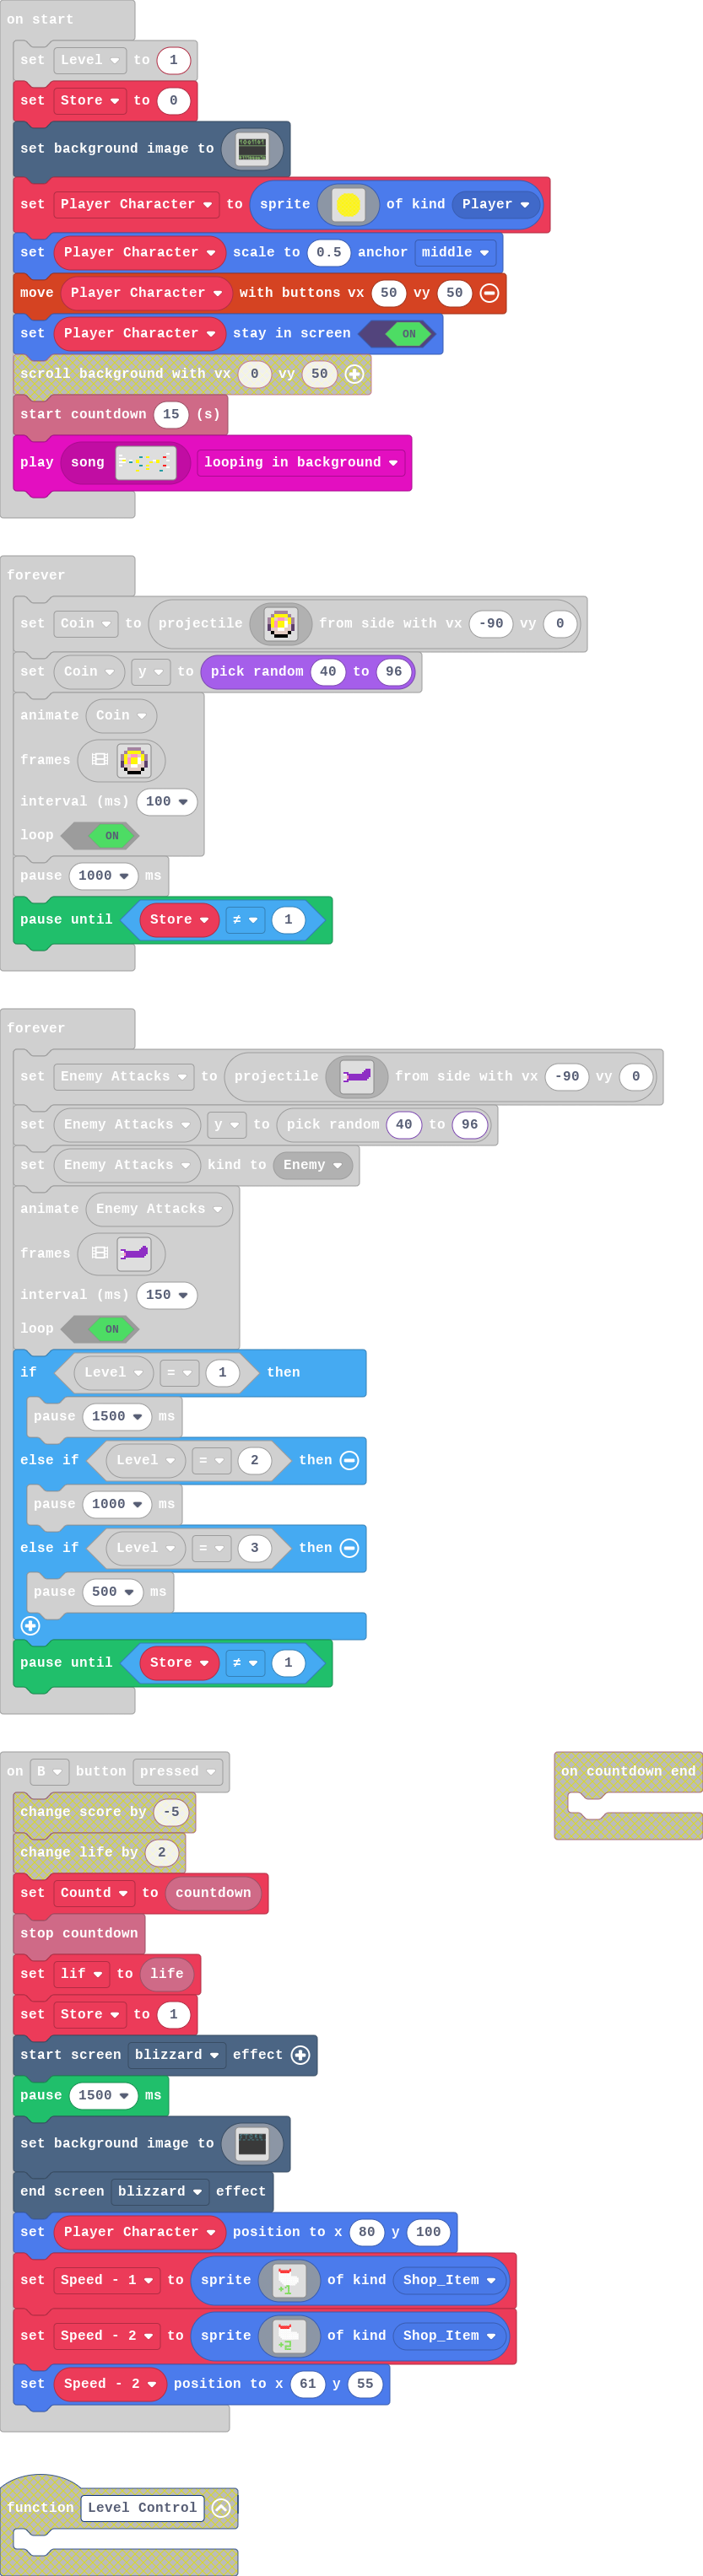 on start
set Level to 1
set Store to 0
set background image to
set Player Character to sprite of kind Player
set Player Character scale to 0.5 anchor middle
move Player Character with buttons vx 50 vy 50
set Player Character stay in screen ON
scroll background with vx 0 vy 50
start countdown 15 (s)
play song looping in background
forever
set Coin to projectile from side with vx -90 vy 0
set Coin y to pick random 40 to 96
animate Coin
frames
interval (ms) 100
loop ON
pause 1000 ms
pause until Store ≠ 1
forever
set Enemy Attacks to projectile from side with vx -90 vy 0
set Enemy Attacks y to pick random 40 to 96
set Enemy Attacks kind to Enemy
animate Enemy Attacks
frames
interval (ms) 150
loop ON
if Level = 1 then
pause 1500 ms
else if Level = 2 then
pause 1000 ms
else if Level = 3 then
pause 500 ms
pause until Store ≠ 1
on B button pressed
on countdown end
change score by -5
change life by 2
set Countd to countdown
stop countdown
set lif to life
set Store to 1
start screen blizzard effect
pause 1500 ms
set background image to
end screen blizzard effect
set Player Character position to x 80 y 100
set Speed - 1 to sprite +1 of kind Shop_Item
set Speed - 2 to sprite +2 of kind Shop_Item
set Speed - 2 position to x 61 y 55
function Level Control